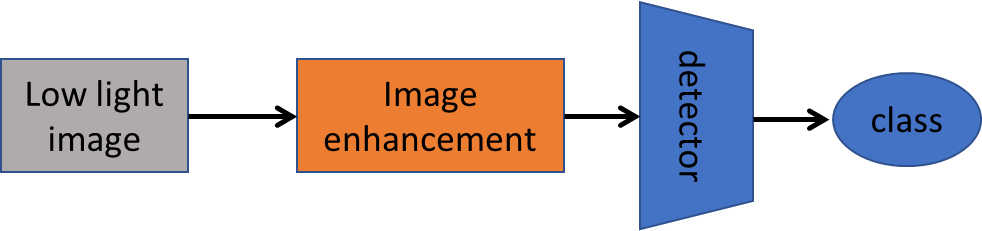 Low light
image
Image
enhancement
detector
class